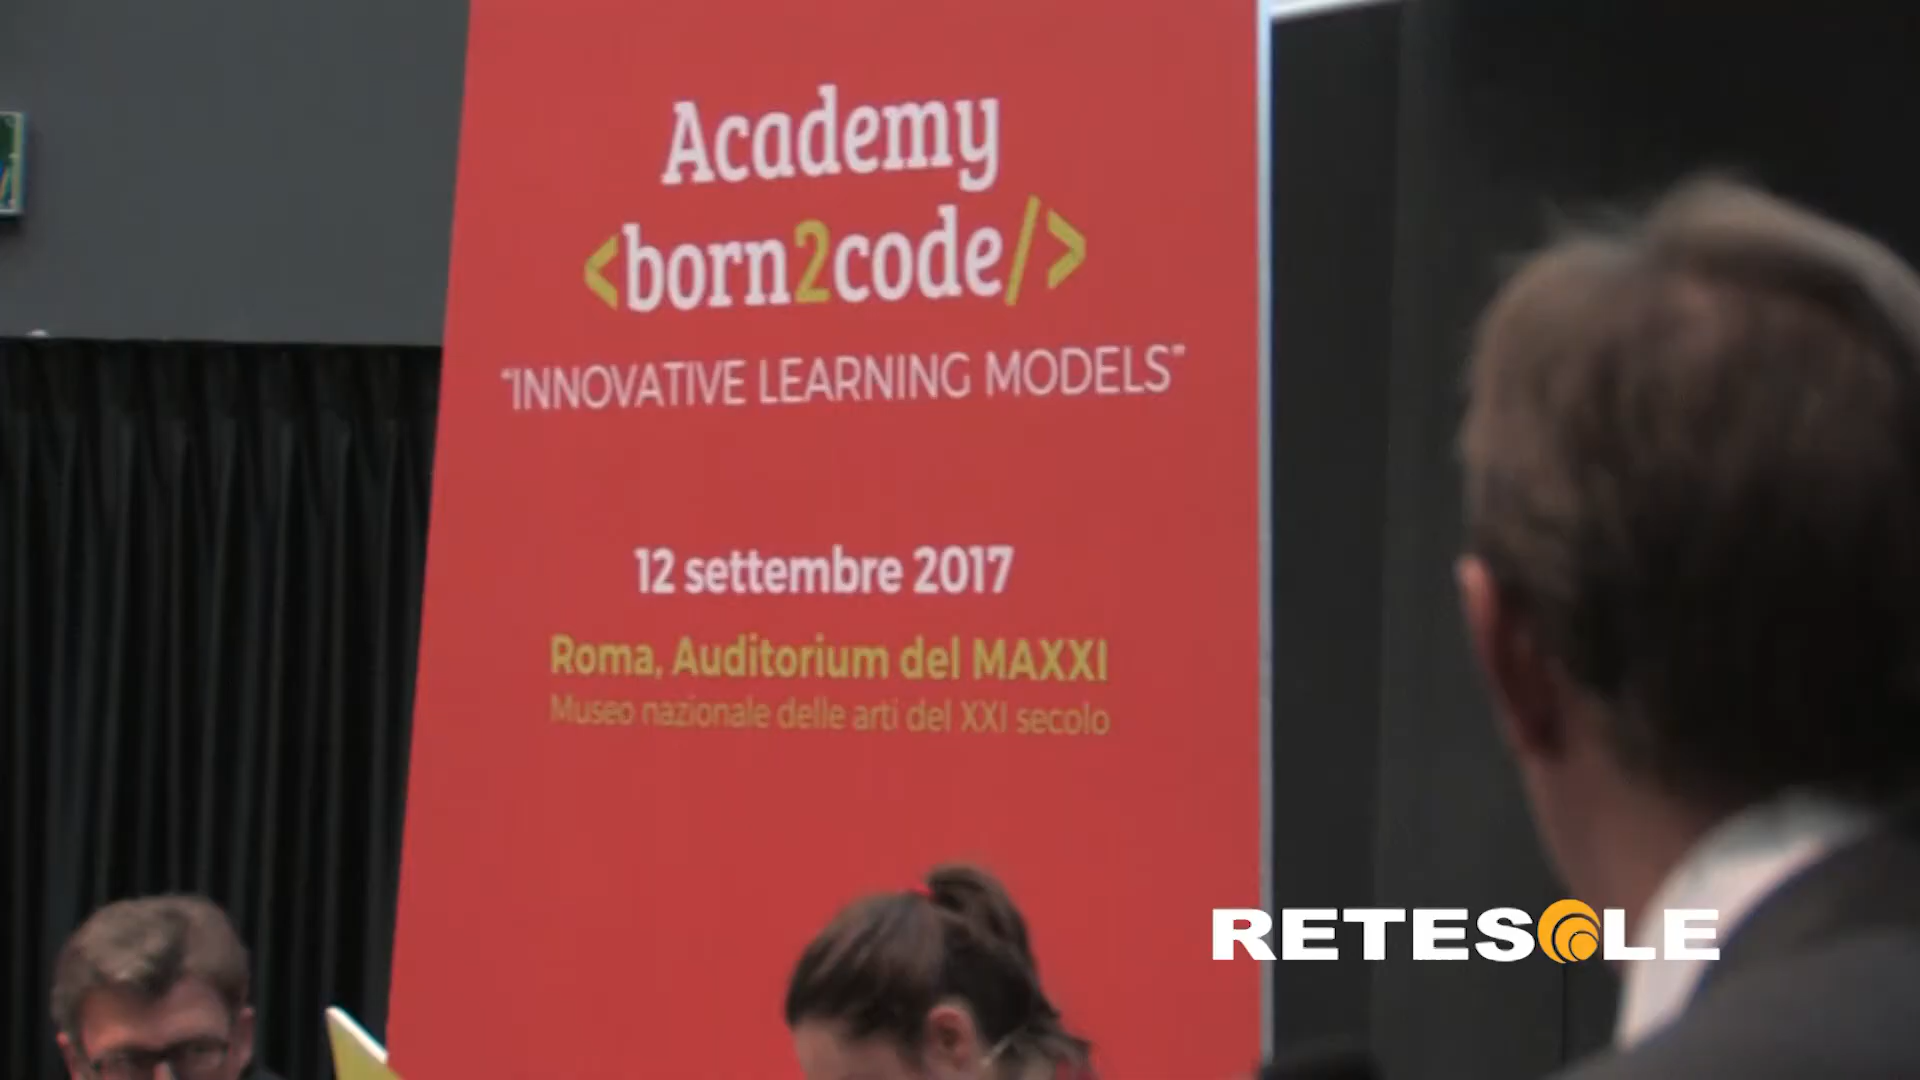 Academy
<born2code/>
"INNOVATIVE LEARNING MODELS"
12 settembre 2017
Roma, Auditorium del MAXXI
Museo nazionale delle arti del XXI secolo
RETESOLE